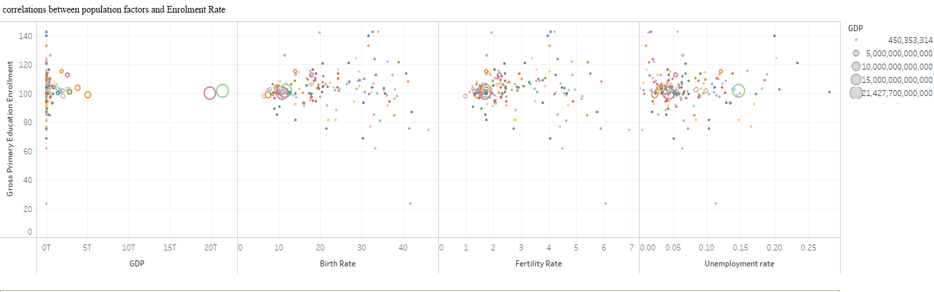 correlations between population factors and Enrolment Rate
GDP
450,353,314
5,000,000,000,000
10,000,000,000,000
15,000,000,000,000
21,427,700,000,000
Gross Primary Education Enrollment
140
120
100
80
60
40
20
0
0T 5T 10T 15T 20T 0 10 20 30 40 0 1 2 3 4 5 6 7 0.00 0.05 0.10 0.15 0.20 0.25
GDP Birth Rate Fertility Rate Unemployment rate